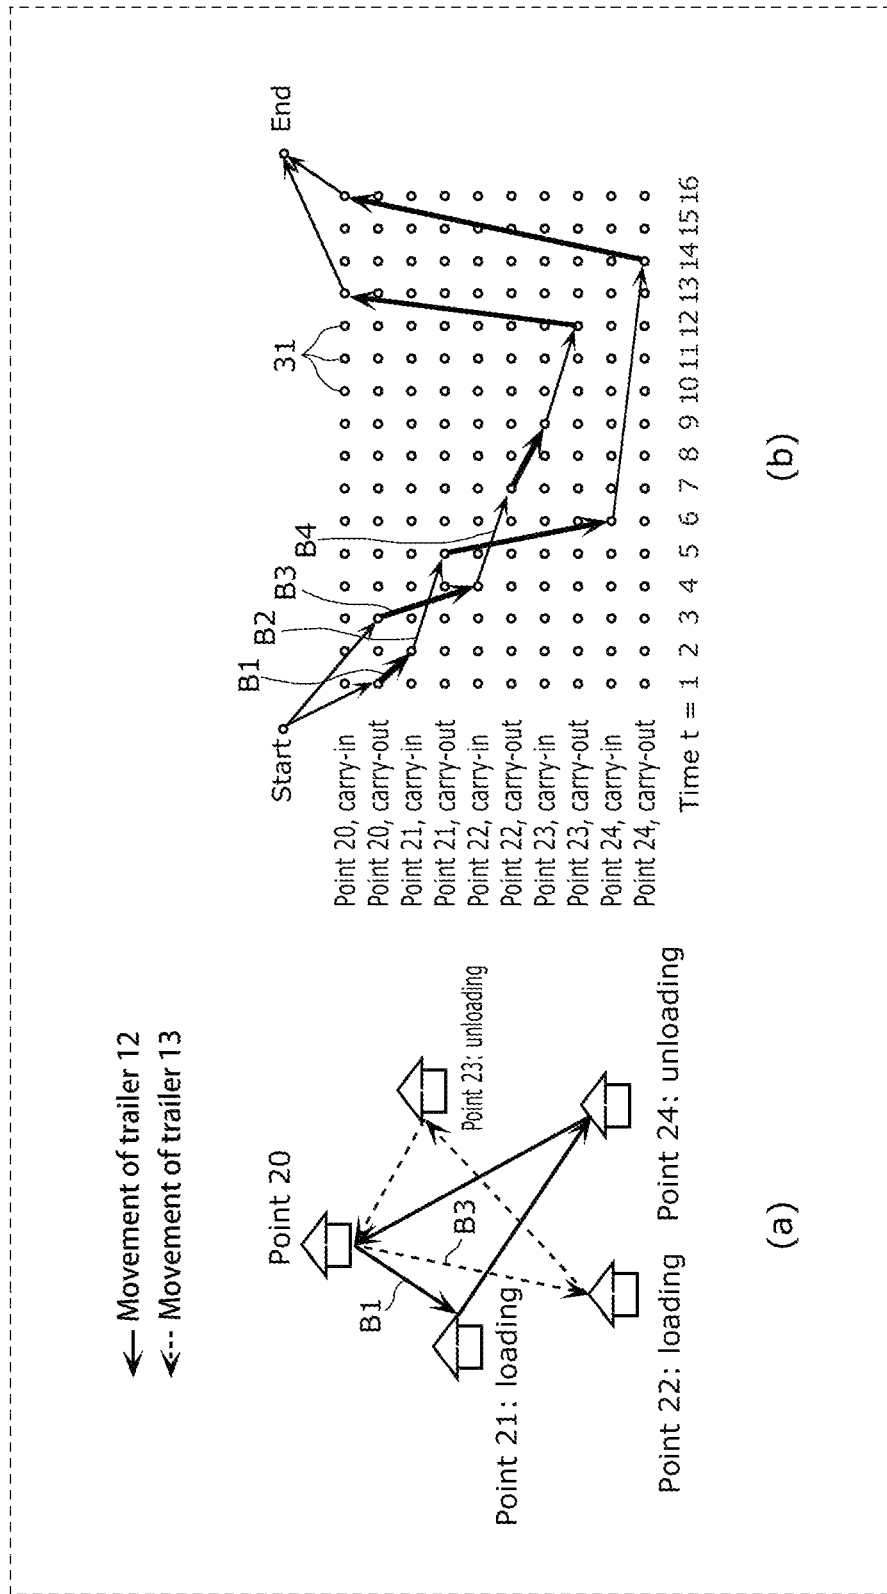 Movement of trailer 12
Movement of trailer 13
Point 20
B1
B3
Point 23: unloading
Point 21: loading
Point 22: loading
Point 24: unloading
(a)
Start
End
B1
B2
B3
B4
31
Point 20, carry-in
Point 20, carry-out
Point 21, carry-in
Point 21, carry-out
Point 22, carry-in
Point 22, carry-out
Point 23, carry-in
Point 23, carry-out
Point 24, carry-in
Point 24, carry-out
Time t = 1 2 3 4 5 6 7 8 9 10 11 12 13 14 15 16
(b)